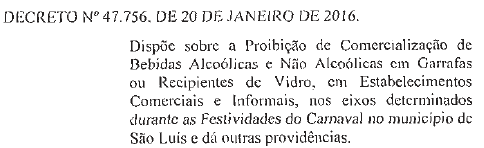 DECRETO Nº 47.756, DE 20 DE JANEIRO DE 2016.
Dispõe sobre a Proibição de Comercialização de
Bebidas Alcoólicas e Não Alcoólicas em Garrafas
ou Recipientes de Vidro, em Estabelecimentos
Comerciais e Informais, nos eixos determinados
durante as Festividades do Carnaval no município de
São Luís e dá outras providências.